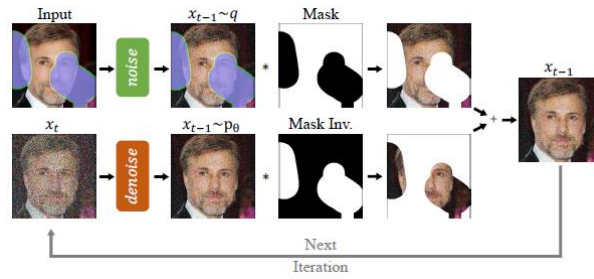 Input
x_{t-1}~q
Mask
noise
*
x_{t-1}
+
x_t
x_{t-1}~p_θ
Mask Inv.
denoise
*
Next
Iteration